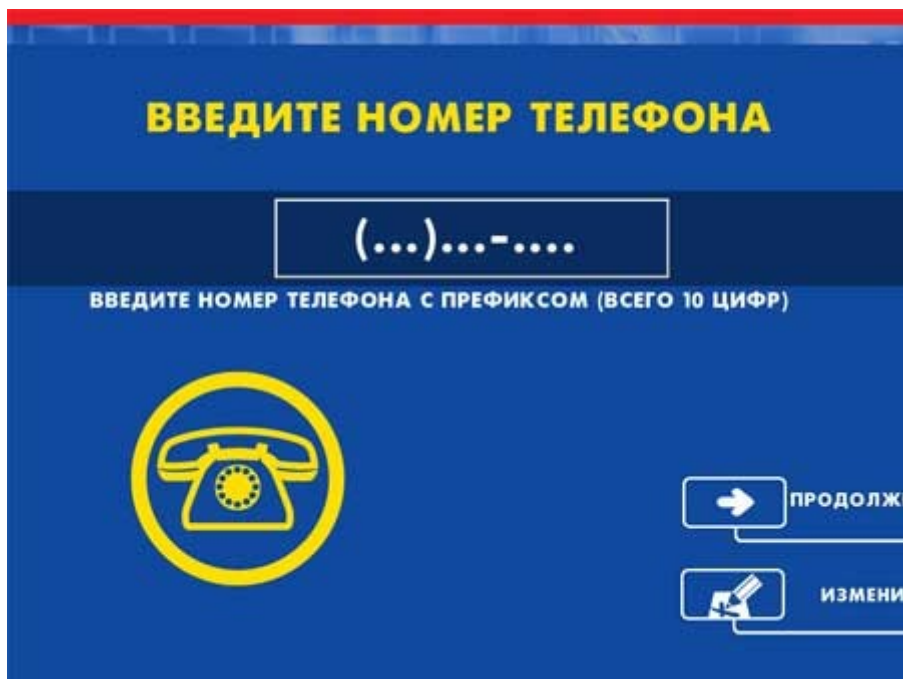 ВВЕДИТЕ НОМЕР ТЕЛЕФОНА
(...)...-....
ВВЕДИТЕ НОМЕР ТЕЛЕФОНА С ПРЕФИКСОМ (ВСЕГО 10 ЦИФР)
ПРОДОЛЖ
ИЗМЕНИ